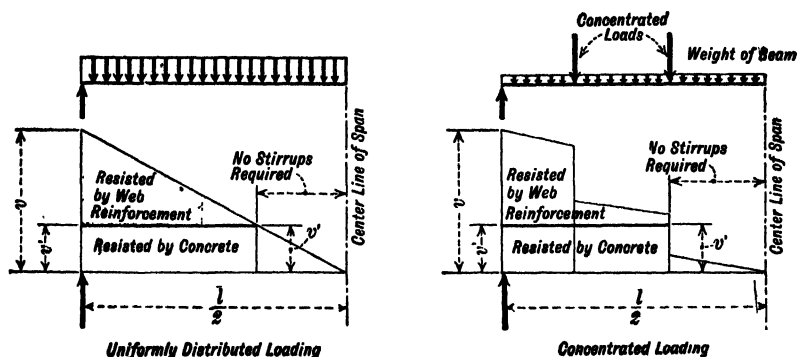 No Stirrups
Required
Resisted
by Web
Reinforcement
Resisted by Concrete
v
v'
v'
Center Line of Span
l
2
Uniformly Distributed Loading
Concentrated
Loads
Weight of Beam
No Stirrups
Required
Resisted
by Web
Reinforcement
Resisted by Concrete
v
v'
v'
Center Line of Span
l
2
Concentrated Loading